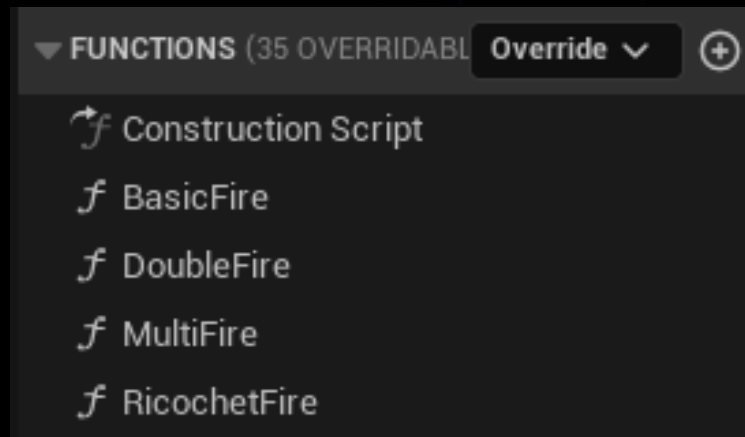 FUNCTIONS (35 OVERRIDABL Override
Construction Script
BasicFire
DoubleFire
MultiFire
RicochetFire